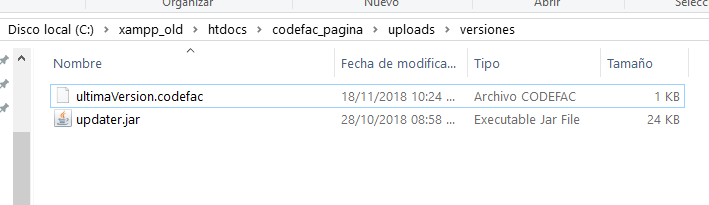 Organizar Nuevo Abrir Selecc
Disco local (C:) > xampp_old > htdocs > codefac_pagina > uploads > versiones
Nombre Fecha de modifica... Tipo Tamaño
ultimaVersion.codefac 18/11/2018 10:24 ... Archivo CODEFAC 1 KB
updater.jar 28/10/2018 08:58 ... Executable Jar File 24 KB